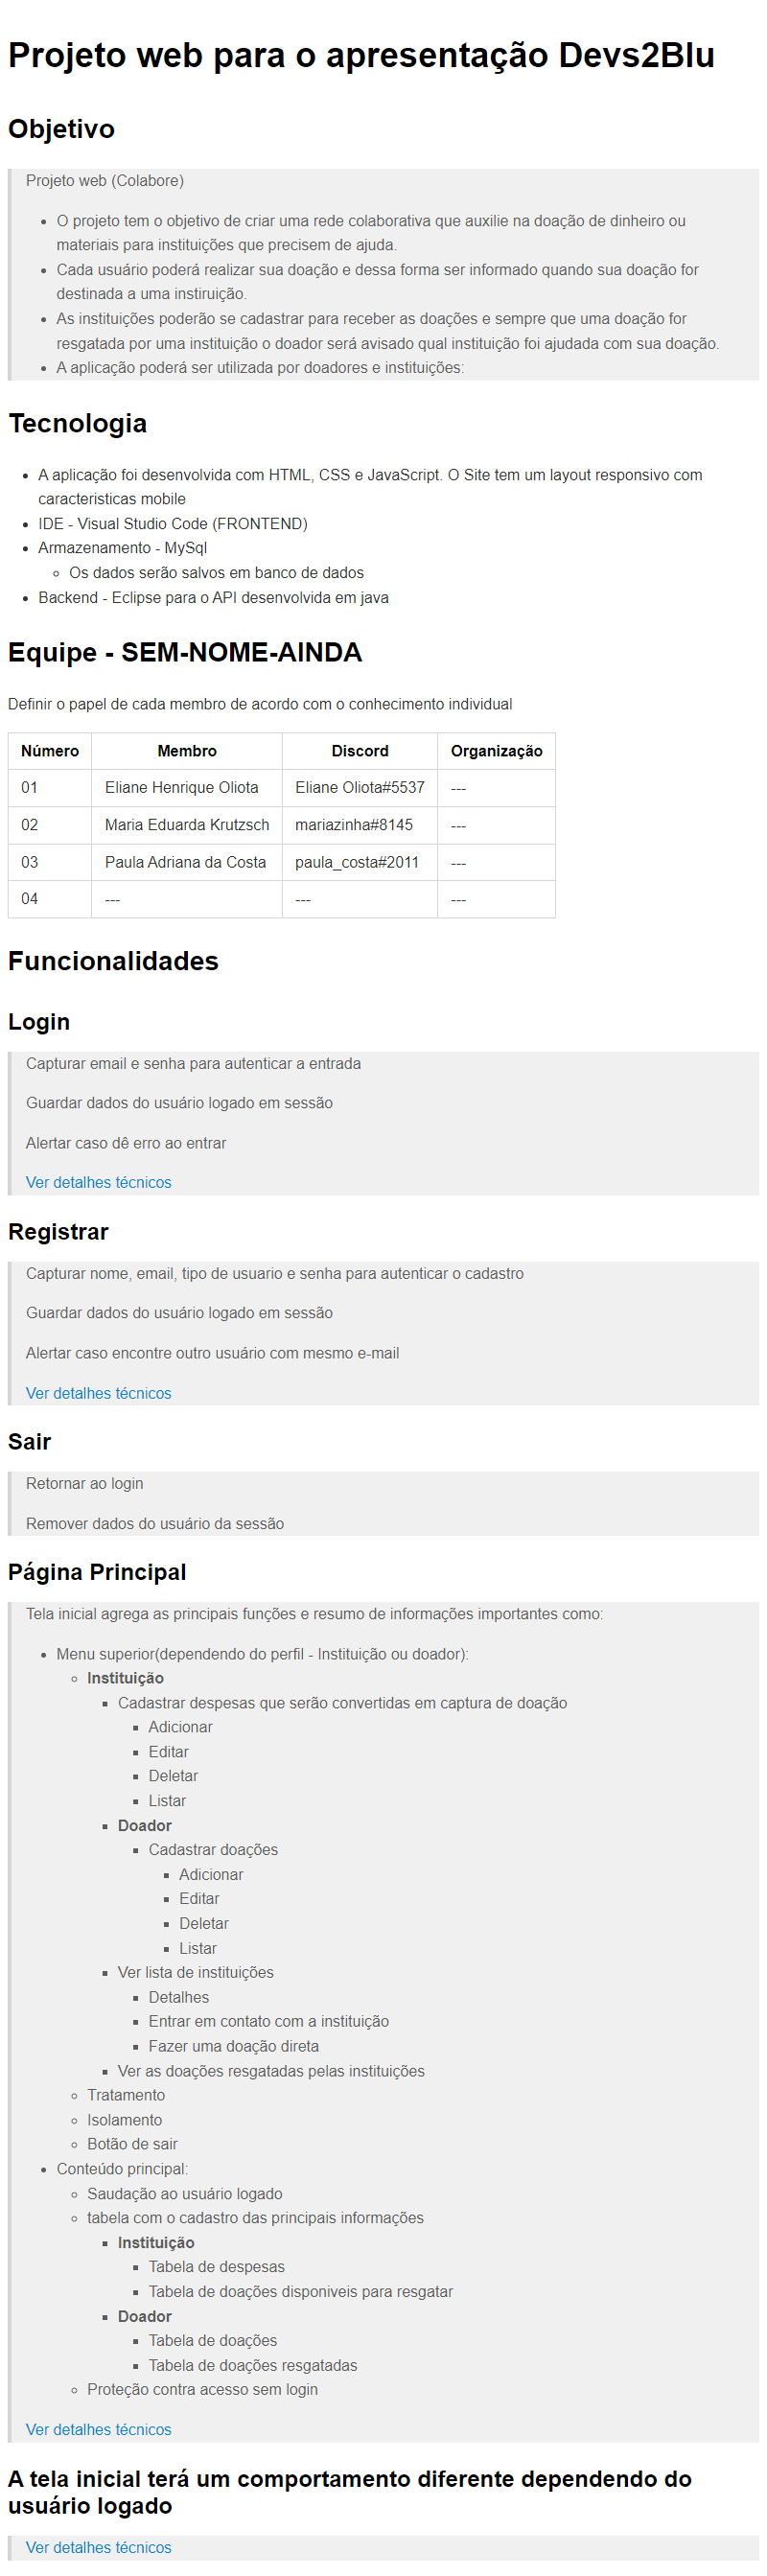 Projeto web para o apresentação Devs2Blu
Objetivo
Projeto web (Colabore)
O projeto tem o objetivo de criar uma rede colaborativa que auxilie na doação de dinheiro ou
materiais para instituições que precisem de ajuda.
Cada usuário poderá realizar sua doação e dessa forma ser informado quando sua doação for
destinada a uma instiruição.
As instituições poderão se cadastrar para receber as doações e sempre que uma doação for
resgatada por uma instituição o doador será avisado qual instituição foi ajudada com sua doação.
A aplicação poderá ser utilizada por doadores e instituições:
Tecnologia
A aplicação foi desenvolvida com HTML, CSS e JavaScript. O Site tem um layout responsivo com
caracteristicas mobile
IDE - Visual Studio Code (FRONTEND)
Armazenamento - MySql
Os dados serão salvos em banco de dados
Backend - Eclipse para o API desenvolvida em java
Equipe - SEM-NOME-AINDA
Definir o papel de cada membro de acordo com o conhecimento individual
Número Membro Discord Organização
01 Eliane Henrique Oliota Eliane Oliota#5537 ---
02 Maria Eduarda Krutzsch mariazinha#8145 ---
03 Paula Adriana da Costa paula_costa#2011 ---
04 --- --- ---
Funcionalidades
Login
Capturar email e senha para autenticar a entrada
Guardar dados do usuário logado em sessão
Alertar caso dê erro ao entrar
Ver detalhes técnicos
Registrar
Capturar nome, email, tipo de usuario e senha para autenticar o cadastro
Guardar dados do usuário logado em sessão
Alertar caso encontre outro usuário com mesmo e-mail
Ver detalhes técnicos
Sair
Retornar ao login
Remover dados do usuário da sessão
Página Principal
Tela inicial agrega as principais funções e resumo de informações importantes como:
Menu superior(dependendo do perfil - Instituição ou doador):
Instituição
Cadastrar despesas que serão convertidas em captura de doação
Adicionar
Editar
Deletar
Listar
Doador
Cadastrar doações
Adicionar
Editar
Deletar
Listar
Ver lista de instituições
Detalhes
Entrar em contato com a instituição
Fazer uma doação direta
Ver as doações resgatadas pelas instituições
Tratamento
Isolamento
Botão de sair
Conteúdo principal:
Saudação ao usuário logado
tabela com o cadastro das principais informações
Instituição
Tabela de despesas
Tabela de doações disponiveis para resgatar
Doador
Tabela de doações
Tabela de doações resgatadas
Proteção contra acesso sem login
Ver detalhes técnicos
A tela inicial terá um comportamento diferente dependendo do
usuário logado
Ver detalhes técnicos